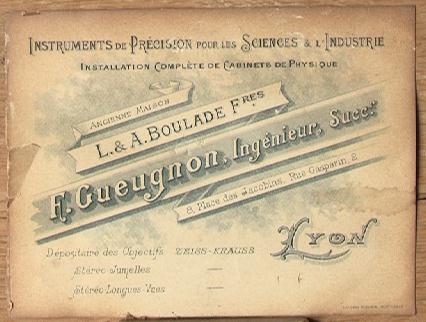 INSTRUMENTS DE PRÉCISION POUR LES SCIENCES & L'INDUSTRIE
INSTALLATION COMPLÈTE DE CABINETS DE PHYSIQUE
ANCIENNE MAISON
L. & A. BOULADE FRES
F. Gueugnon, Ingénieur, Succ.r
8, Place des Jacobins, Rue Gasparin, 2
LYON
Dépositaire des Objectifs ZEISS-KRAUSS
Stéréo Jumelles —
Stéréo Longues-Vues —